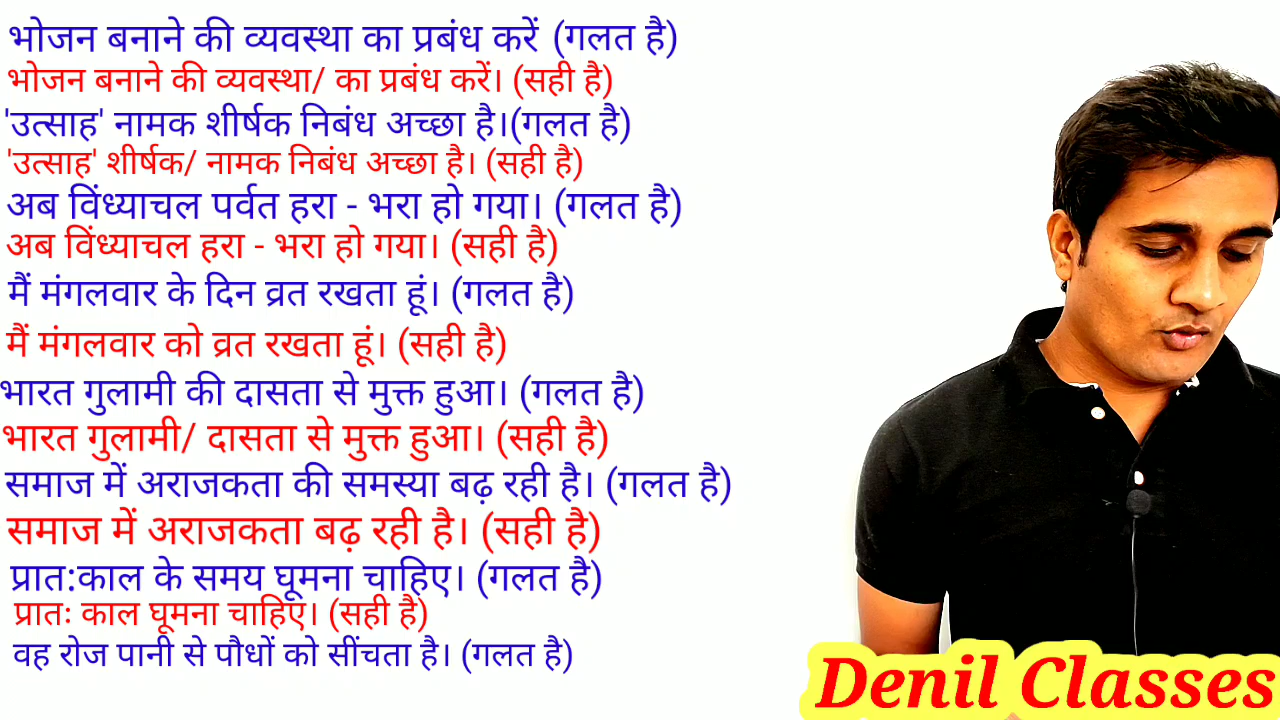 भोजन बनाने की व्यवस्था का प्रबंध करें (गलत है)
भोजन बनाने की व्यवस्था/ का प्रबंध करें। (सही है)
'उत्साह' नामक शीर्षक निबंध अच्छा है।(गलत है)
'उत्साह' शीर्षक/ नामक निबंध अच्छा है। (सही है)
अब विंध्याचल पर्वत हरा - भरा हो गया। (गलत है)
अब विंध्याचल हरा - भरा हो गया। (सही है)
मैं मंगलवार के दिन व्रत रखता हूं। (गलत है)
मैं मंगलवार को व्रत रखता हूं। (सही है)
भारत गुलामी की दासता से मुक्त हुआ। (गलत है)
भारत गुलामी/ दासता से मुक्त हुआ। (सही है)
समाज में अराजकता की समस्या बढ़ रही है। (गलत है)
समाज में अराजकता बढ़ रही है। (सही है)
प्रात:काल के समय घूमना चाहिए। (गलत है)
प्रातः काल घूमना चाहिए। (सही है)
वह रोज पानी से पौधों को सींचता है। (गलत है)
Denil Classes